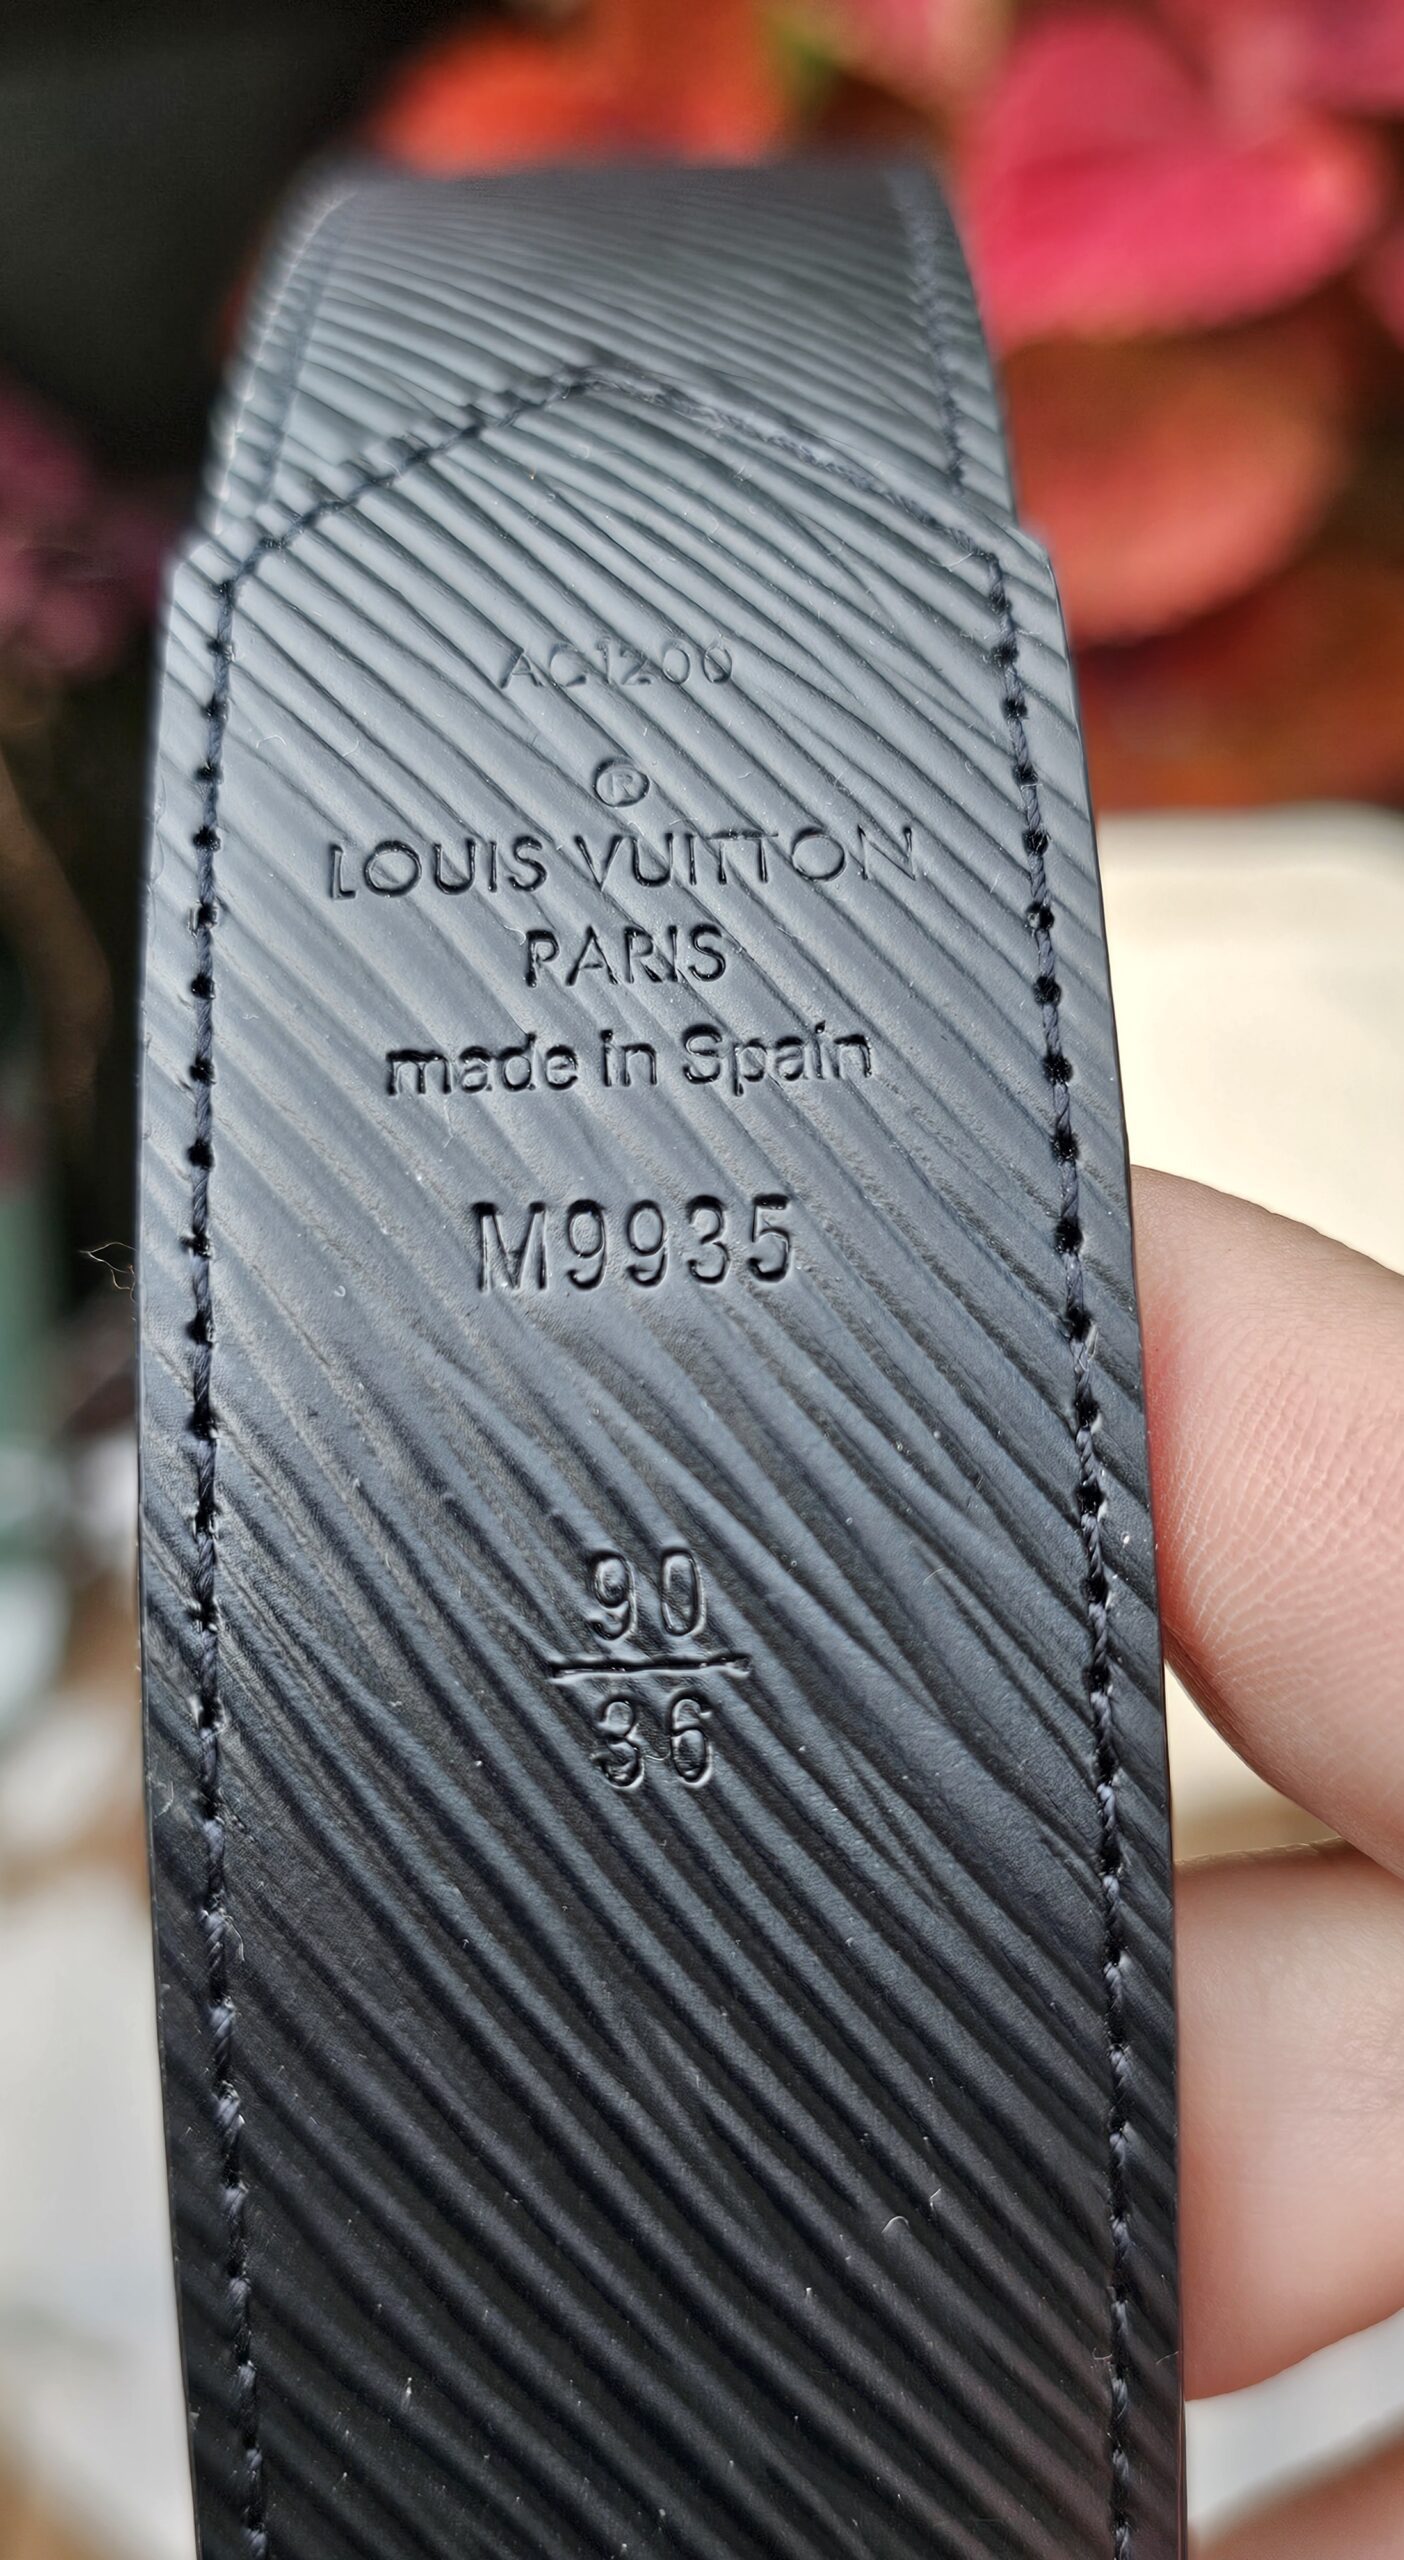 AC1200
®
LOUIS VUITTON
PARIS
made in Spain
M9935
90
36